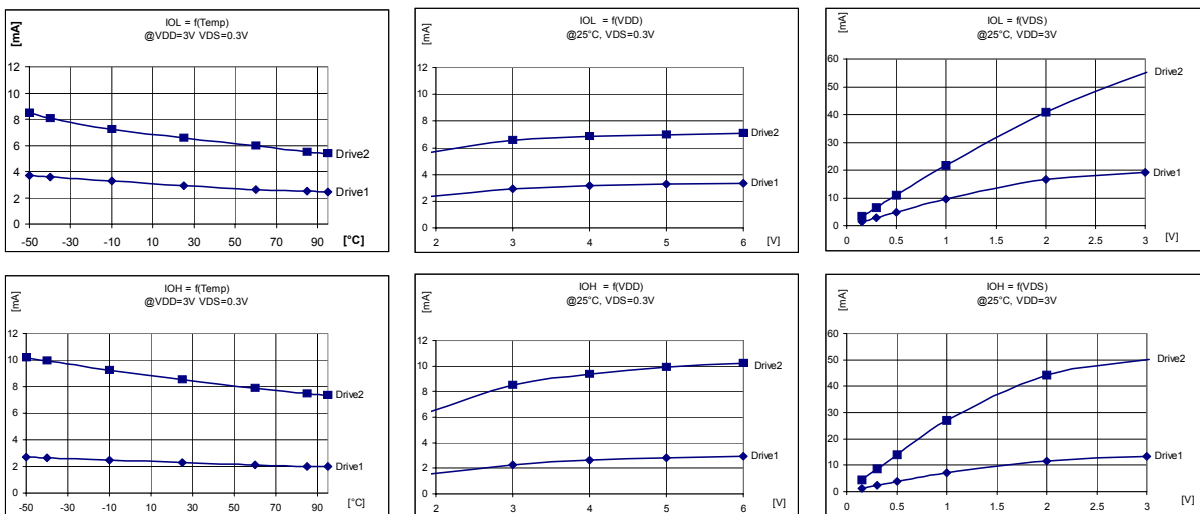 IOL = f(Temp)
@VDD=3V VDS=0.3V
[mA]
12
10
8
6
4
2
0
Drive2
Drive1
-50 -30 -10 10 30 50 70 90 [°C]
IOL = f(VDD)
@25°C, VDS=0.3V
[mA]
12
10
8
6
4
2
0
Drive2
Drive1
2 3 4 5 6 [V]
IOL = f(VDS)
@25°C, VDD=3V
[mA]
60
50
40
30
20
10
0
Drive2
Drive1
0 0.5 1 1.5 2 2.5 3 [V]
IOH = f(Temp)
@VDD=3V VDS=0.3V
[mA]
12
10
8
6
4
2
0
Drive2
Drive1
-50 -30 -10 10 30 50 70 90 [°C]
IOH = f(VDD)
@25°C, VDS=0.3V
[mA]
12
10
8
6
4
2
0
Drive2
Drive1
2 3 4 5 6 [V]
IOH = f(VDS)
@25°C, VDD=3V
[mA]
60
50
40
30
20
10
0
Drive2
Drive1
0 0.5 1 1.5 2 2.5 3 [V]